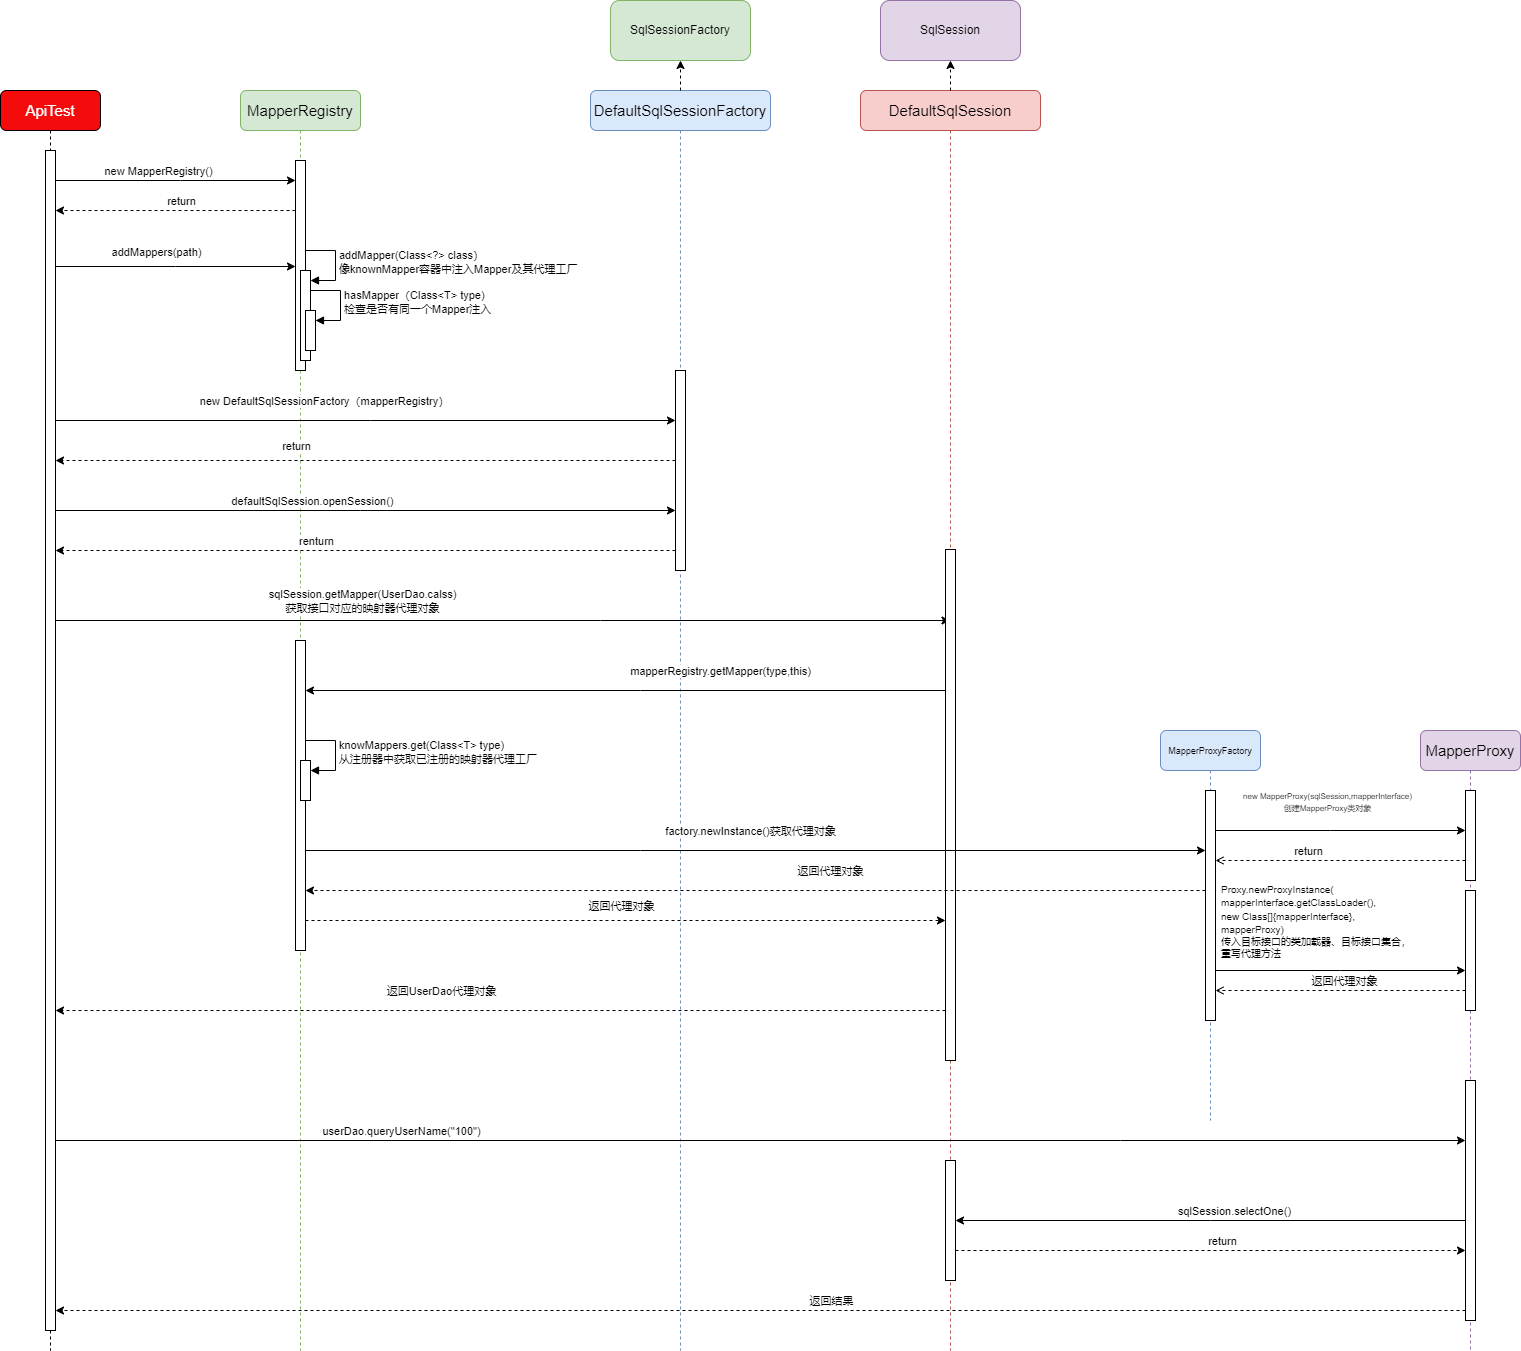 SqlSessionFactory
SqlSession
ApiTest
MapperRegistry
DefaultSqlSessionFactory
DefaultSqlSession
new MapperRegistry()
return
addMappers(path)
addMapper(Class<?> class)
像knownMapper容器中注入Mapper及其代理工厂
hasMapper（Class<T> type)
检查是否有同一个Mapper注入
new DefaultSqlSessionFactory（mapperRegistry）
return
defaultSqlSession.openSession()
renturn
sqlSession.getMapper(UserDao.calss)
获取接口对应的映射器代理对象
mapperRegistry.getMapper(type,this)
knowMappers.get(Class<T> type)
从注册器中获取已注册的映射器代理工厂
MapperProxyFactory
MapperProxy
new MapperProxy(sqlSession,mapperInterface)
创建MapperProxy类对象
factory.newInstance()获取代理对象
return
返回代理对象
Proxy.newProxyInstance(
mapperInterface.getClassLoader(),
new Class[]{mapperInterface},
mapperProxy)
传入目标接口的类加载器、目标接口集合，
重写代理方法
返回代理对象
返回代理对象
返回UserDao代理对象
userDao.queryUserName("100")
sqlSession.selectOne()
return
返回结果